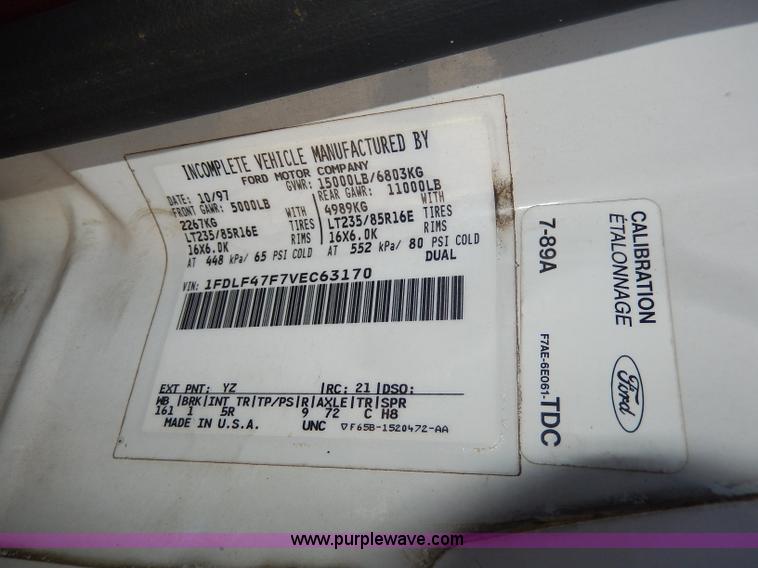 INCOMPLETE VEHICLE MANUFACTURED BY
FORD MOTOR COMPANY
DATE: 10/97 GVWR: 15000LB/6803KG
FRONT GAWR: 5000LB REAR GAWR: 11000LB
2267KG WITH 4989KG WITH
LT235/85R16E TIRES LT235/85R16E TIRES
16X6.0K RIMS 16X6.0K RIMS
AT 448 kPa/ 65 PSI COLD AT 552 kPa/ 80 PSI COLD
DUAL
VIN: 1FDLF47F7VEC63170
EXT PNT: YZ |RC: 21 |DSO:
WB |BRK|INT TR|TP/PS|R|AXLE|TR|SPR
161 1 5R 9 72 C H8
MADE IN U.S.A. UNC ▽F65B-1520472-AA
CALIBRATION
ÉTALONNAGE
7-89A
F7AE-6E061-TDC
Ford
www.purplewave.com